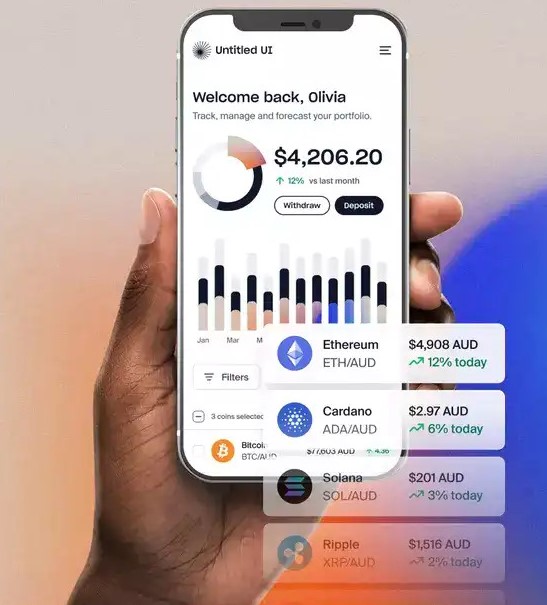 Untitled UI
Welcome back, Olivia
Track, manage and forecast your portfolio.
$4,206.20
12% vs last month
Withdraw Deposit
Jan Mar M
Filters
3 coins selected
Ethereum $4,908 AUD
ETH/AUD 12% today
Cardano $2.97 AUD
ADA/AUD 6% today
Bitcoin
BTC/AUD $77,603 AUD 4.36
Solana $201 AUD
SOL/AUD 3% today
Ripple $1,516 AUD
XRP/AUD 2% today